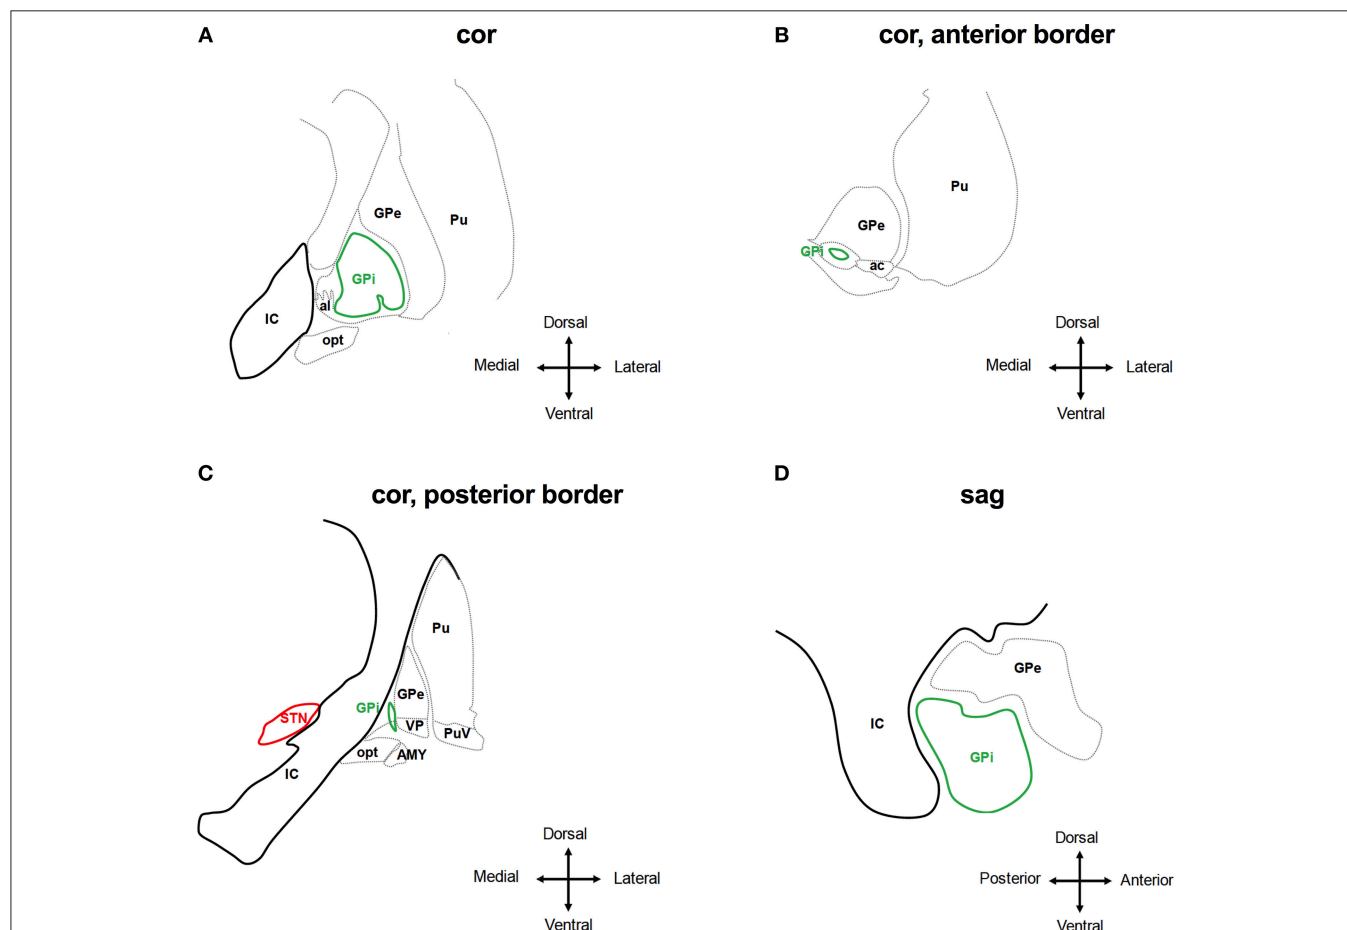 A
cor
GPe
Pu
GPi
al
IC
opt
Dorsal
Medial
Lateral
Ventral
B
cor, anterior border
Pu
GPe
GPi
ac
Dorsal
Medial
Lateral
Ventral
C
cor, posterior border
Pu
GPe
GPi
STN
VP
PuV
opt
AMY
IC
Dorsal
Medial
Lateral
Ventral
D
sag
GPe
IC
GPi
Dorsal
Posterior
Anterior
Ventral